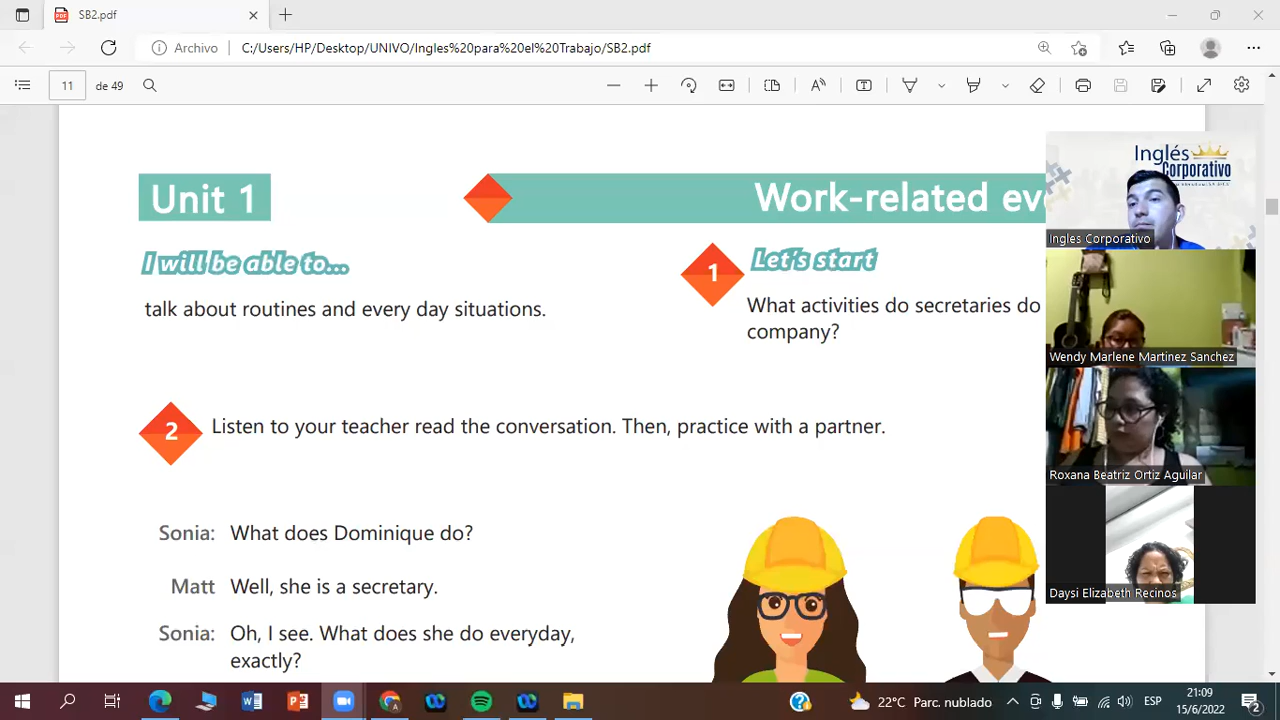 SB2.pdf
Archivo C:/Users/HP/Desktop/UNIVO/Ingles%20para%20el%20Trabajo/SB2.pdf
11 de 49
Unit 1
Work-related
I will be able to...
talk about routines and every day situations.
1
Let's start
What activities do secretaries do
company?
2
Listen to your teacher read the conversation. Then, practice with a partner.
Sonia: What does Dominique do?
Matt Well, she is a secretary.
Sonia: Oh, I see. What does she do everyday,
exactly?
Inglés
Corporativo
Ingles Corporativo
Wendy Marlene Martinez Sanchez
Roxana Beatriz Ortiz Aguilar
Daysi Elizabeth Recinos
22°C Parc. nublado
ESP
21:09
15/6/2022
2